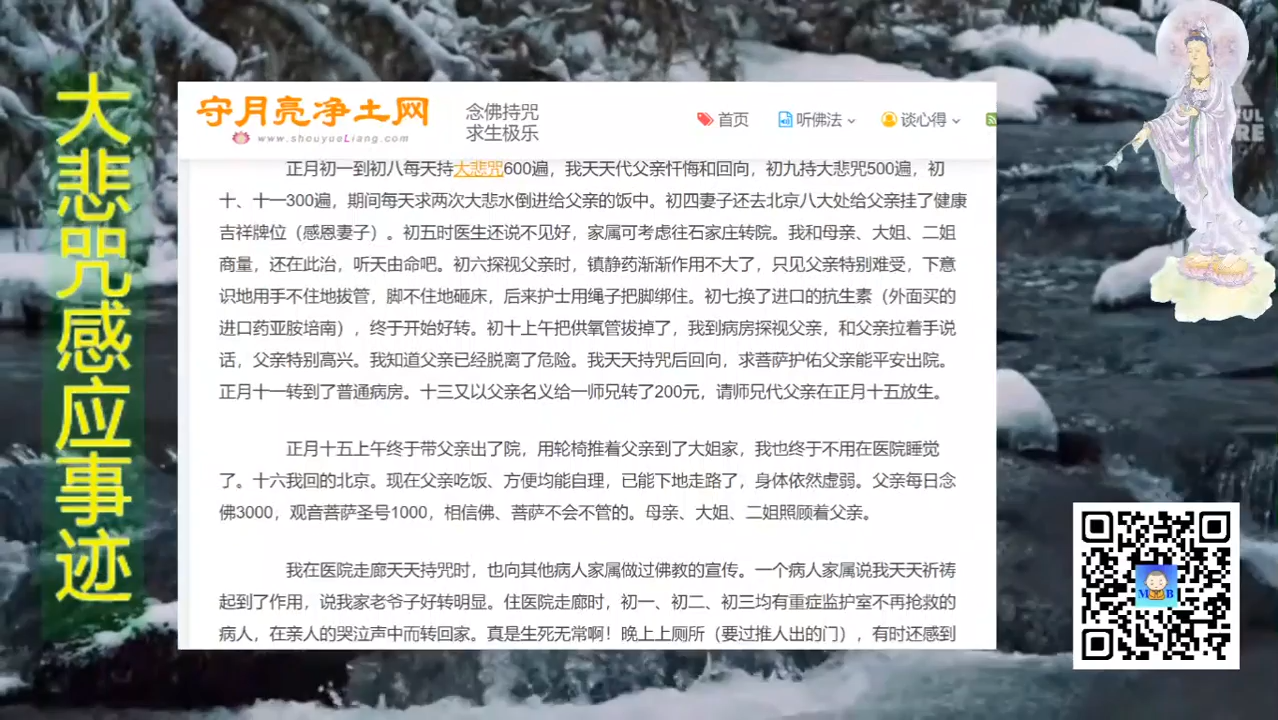 大悲咒感应事迹
守月亮净土网
www.shouyueLiang.com
念佛持咒
求生极乐
首页
听佛法
谈心得
正月初一到初八每天持大悲咒600遍，我天天代父亲忏悔和回向，初九持大悲咒500遍，初
十、十一300遍，期间每天求两次大悲水倒进给父亲的饭中。初四妻子还去北京八大处给父亲挂了健康
吉祥牌位（感恩妻子）。初五时医生还说不见好，家属可考虑往石家庄转院。我和母亲、大姐、二姐
商量，还在此治，听天由命吧。初六探视父亲时，镇静药渐渐作用不大了，只见父亲特别难受，下意
识地用手不住地拔管，脚不住地砸床，后来护士用绳子把脚绑住。初七换了进口的抗生素（外面买的
进口药亚胺培南），终于开始好转。初十上午把供氧管拔掉了，我到病房探视父亲，和父亲拉着手说
话，父亲特别高兴。我知道父亲已经脱离了危险。我天天持咒后回向，求菩萨护佑父亲能平安出院。
正月十一转到了普通病房。十三又以父亲名义给一师兄转了200元，请师兄代父亲在正月十五放生。
正月十五上午终于带父亲出了院，用轮椅推着父亲到了大姐家，我也终于不用在医院睡觉
了。十六我回的北京。现在父亲吃饭、方便均能自理，已能下地走路了，身体依然虚弱。父亲每日念
佛3000，观音菩萨圣号1000，相信佛、菩萨不会不管的。母亲、大姐、二姐照顾着父亲。
我在医院走廊天天持咒时，也向其他病人家属做过佛教的宣传。一个病人家属说我天天祈祷
起到了作用，说我家老爷子好转明显。住医院走廊时，初一、初二、初三均有重症监护室不再抢救的
病人，在亲人的哭泣声中而转回家。真是生死无常啊！晚上上厕所（要过推人出的门），有时还感到
M B